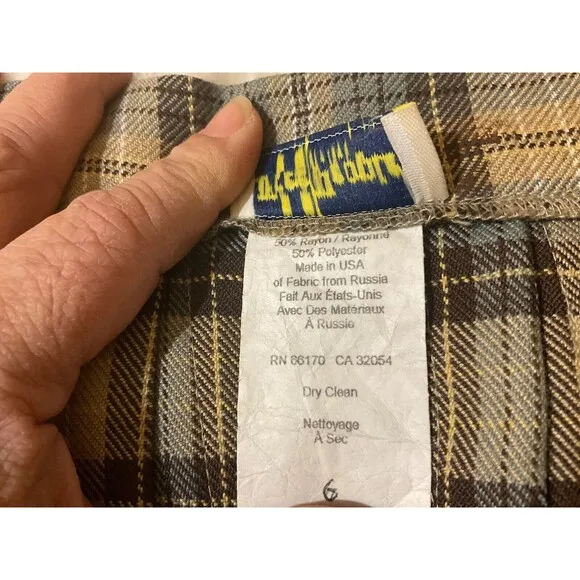 50% Rayon / Rayonne
50% Polyester
Made in USA
of Fabric from Russia
Fait Aux États-Unis
Avec Des Matériaux
À Russie
RN 66170 CA 32054
Dry Clean
Nettoyage
À Sec
6